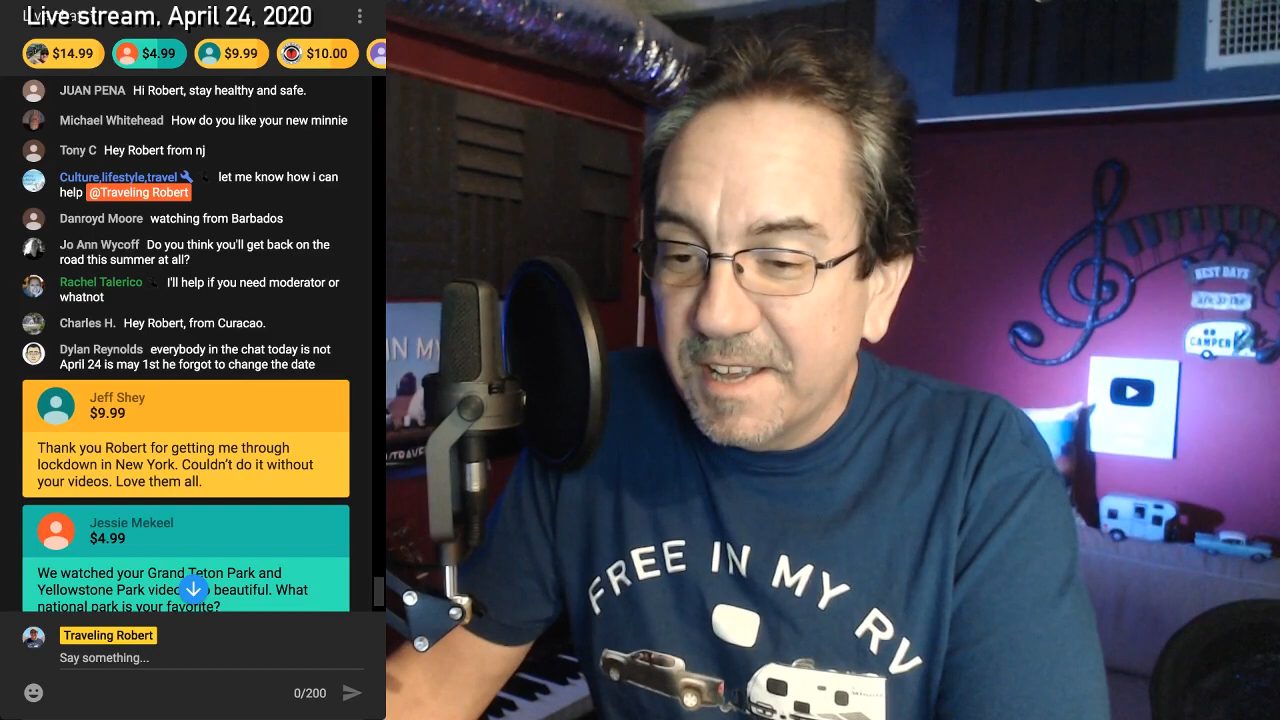 Live stream, April 24, 2020
$14.99
$4.99
$9.99
$10.00
JUAN PENA Hi Robert, stay healthy and safe.
Michael Whitehead How do you like your new minnie
Tony C Hey Robert from nj
Culture,lifestyle,travel let me know how i can
help @Traveling Robert
Danroyd Moore watching from Barbados
Jo Ann Wycoff Do you think you'll get back on the
road this summer at all?
Rachel Talerico I'll help if you need moderator or
whatnot
Charles H. Hey Robert, from Curacao.
Dylan Reynolds everybody in the chat today is not
April 24 is may 1st he forgot to change the date
Jeff Shey
$9.99
Thank you Robert for getting me through
lockdown in New York. Couldn't do it without
your videos. Love them all.
Jessie Mekeel
$4.99
We watched your Grand Teton Park and
Yellowstone Park beautiful. What
national park is your favorite?
Traveling Robert
Say something...
0/200
IN MY
BEST DAYS
CAMPER
FREE IN MY RV